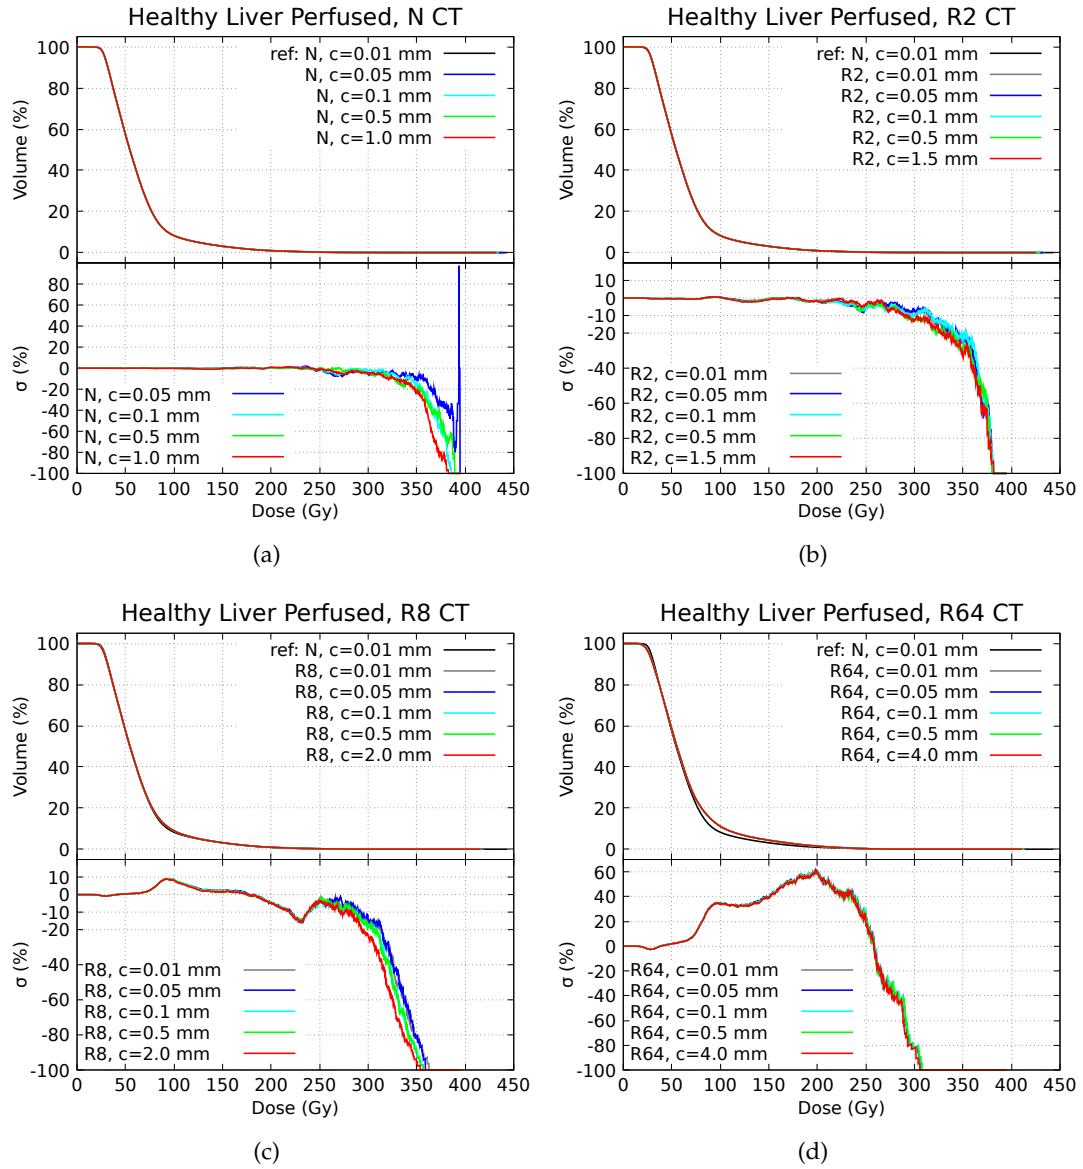 Healthy Liver Perfused, N CT
100
80
60
40
20
0
Volume (%)
ref: N, c=0.01 mm
N, c=0.05 mm
N, c=0.1 mm
N, c=0.5 mm
N, c=1.0 mm
80
60
40
20
0
-20
-40
-60
-80
-100
σ (%)
N, c=0.05 mm
N, c=0.1 mm
N, c=0.5 mm
N, c=1.0 mm
0 50 100 150 200 250 300 350 400 450
Dose (Gy)
(a)
Healthy Liver Perfused, R2 CT
100
80
60
40
20
0
Volume (%)
ref: N, c=0.01 mm
R2, c=0.01 mm
R2, c=0.05 mm
R2, c=0.1 mm
R2, c=0.5 mm
R2, c=1.5 mm
10
0
-10
-20
-40
-60
-80
-100
σ (%)
R2, c=0.01 mm
R2, c=0.05 mm
R2, c=0.1 mm
R2, c=0.5 mm
R2, c=1.5 mm
0 50 100 150 200 250 300 350 400 450
Dose (Gy)
(b)
Healthy Liver Perfused, R8 CT
100
80
60
40
20
0
Volume (%)
ref: N, c=0.01 mm
R8, c=0.01 mm
R8, c=0.05 mm
R8, c=0.1 mm
R8, c=0.5 mm
R8, c=2.0 mm
10
0
-10
-20
-40
-60
-80
-100
σ (%)
R8, c=0.01 mm
R8, c=0.05 mm
R8, c=0.1 mm
R8, c=0.5 mm
R8, c=2.0 mm
0 50 100 150 200 250 300 350 400 450
Dose (Gy)
(c)
Healthy Liver Perfused, R64 CT
100
80
60
40
20
0
Volume (%)
ref: N, c=0.01 mm
R64, c=0.01 mm
R64, c=0.05 mm
R64, c=0.1 mm
R64, c=0.5 mm
R64, c=4.0 mm
60
40
20
0
-20
-40
-60
-80
-100
σ (%)
R64, c=0.01 mm
R64, c=0.05 mm
R64, c=0.1 mm
R64, c=0.5 mm
R64, c=4.0 mm
0 50 100 150 200 250 300 350 400 450
Dose (Gy)
(d)